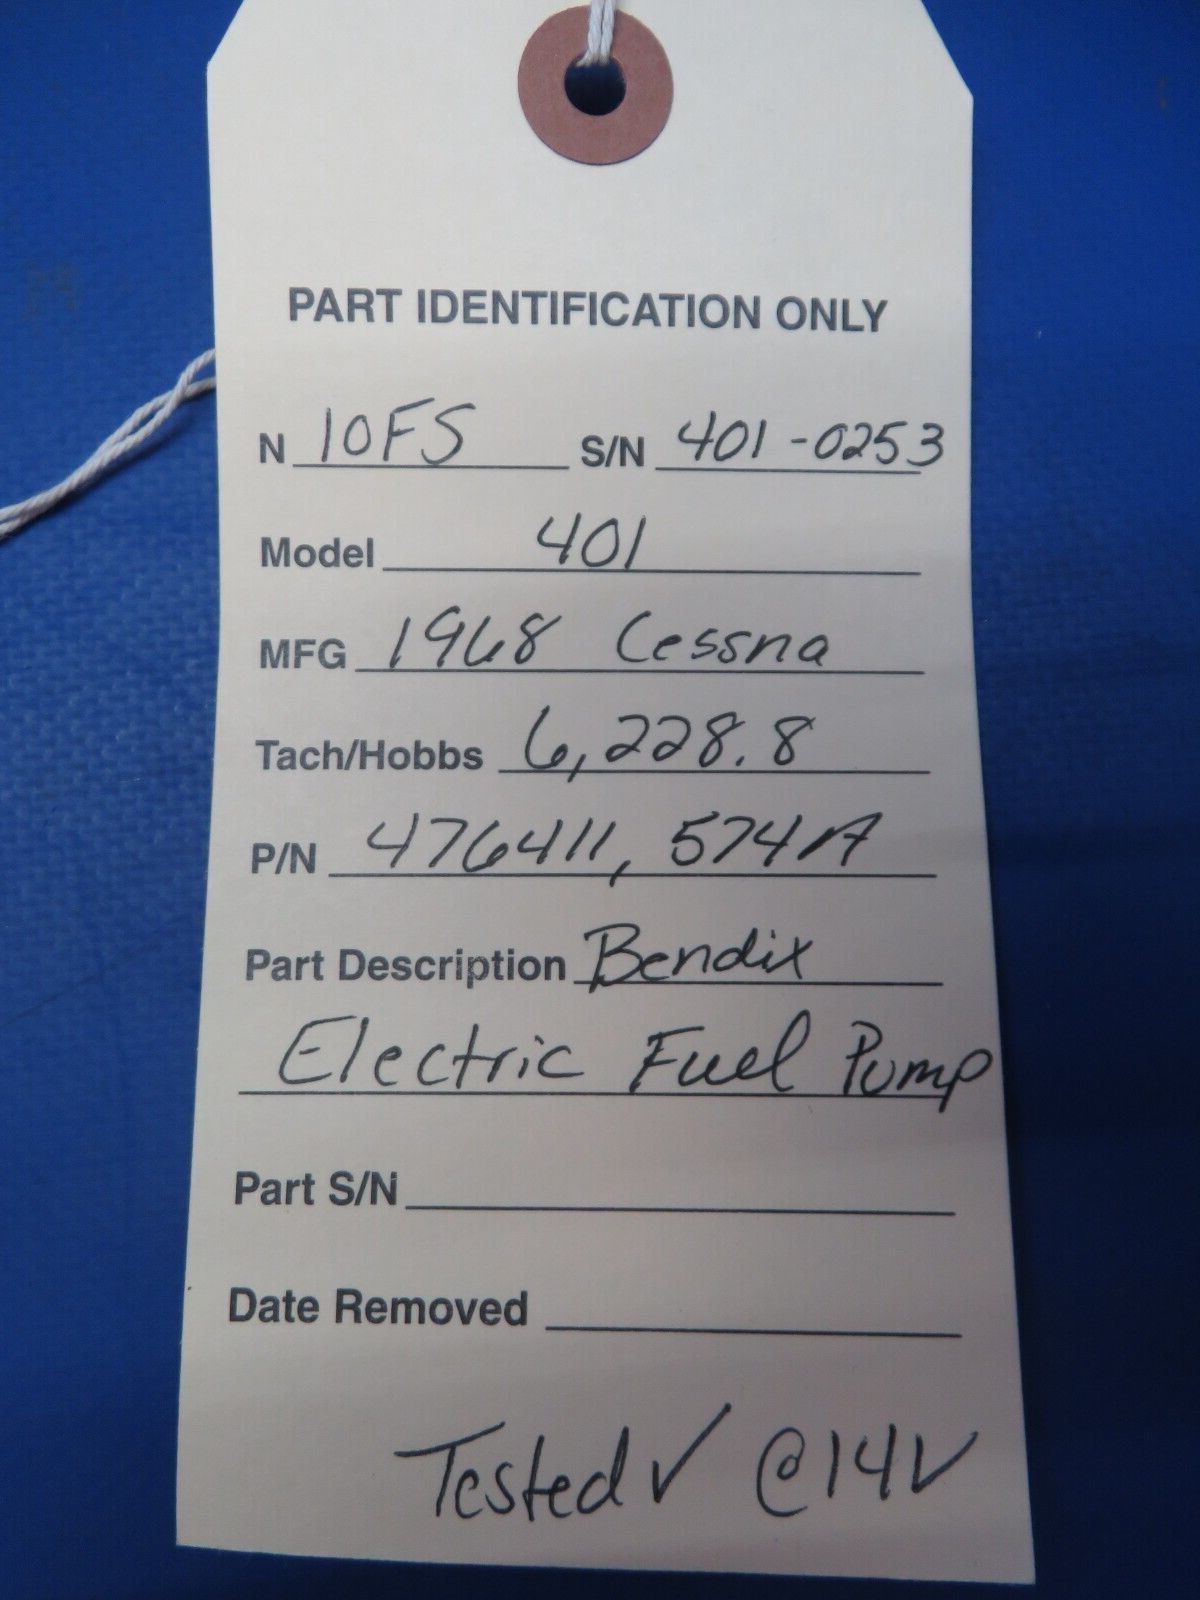 PART IDENTIFICATION ONLY
N 10FS S/N 401-0253
Model 401
MFG 1968 Cessna
Tach/Hobbs 6,228.8
P/N 476411, 574A
Part Description Bendix
Electric Fuel Pump
Part S/N
Date Removed
Tested ✓ @14V